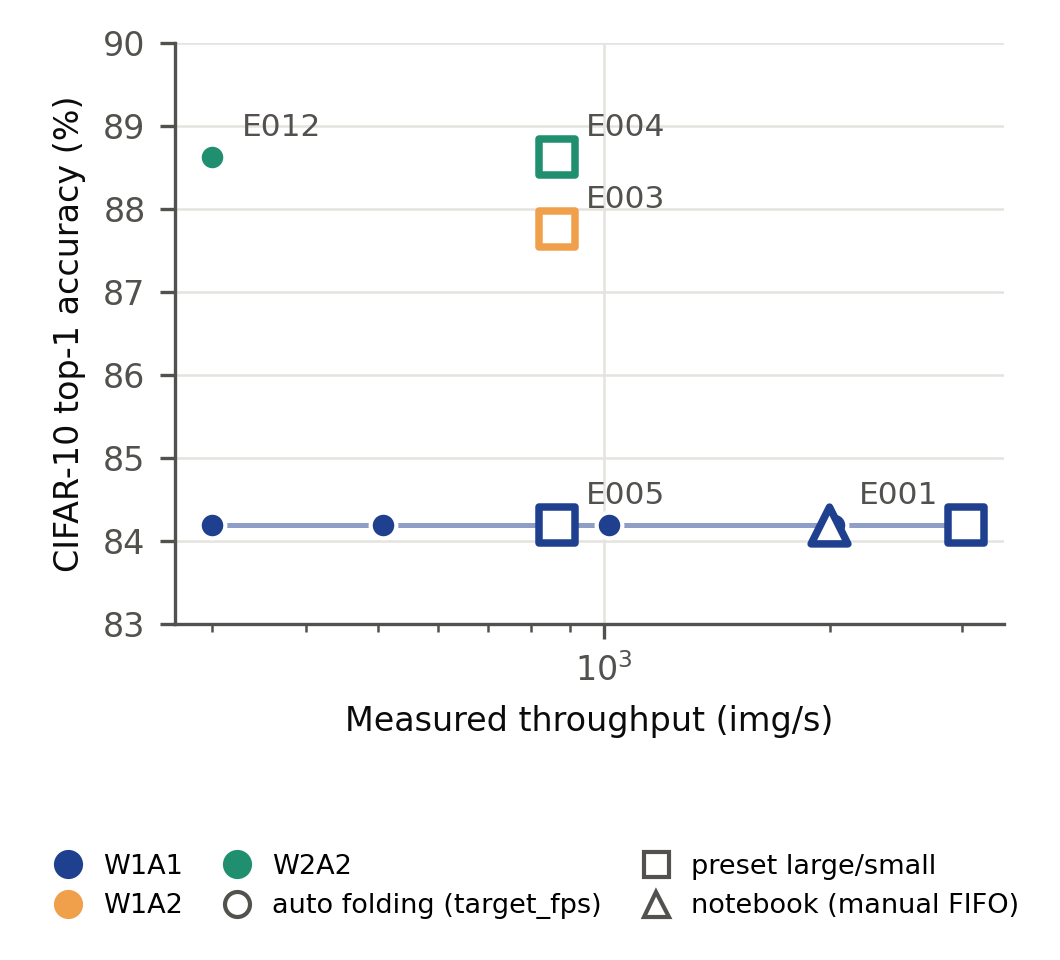 CIFAR-10 top-1 accuracy (%)
90
89
88
87
86
85
84
83
E012
E004
E003
E005
E001
10³
Measured throughput (img/s)
W1A1
W1A2
W2A2
auto folding (target_fps)
preset large/small
notebook (manual FIFO)